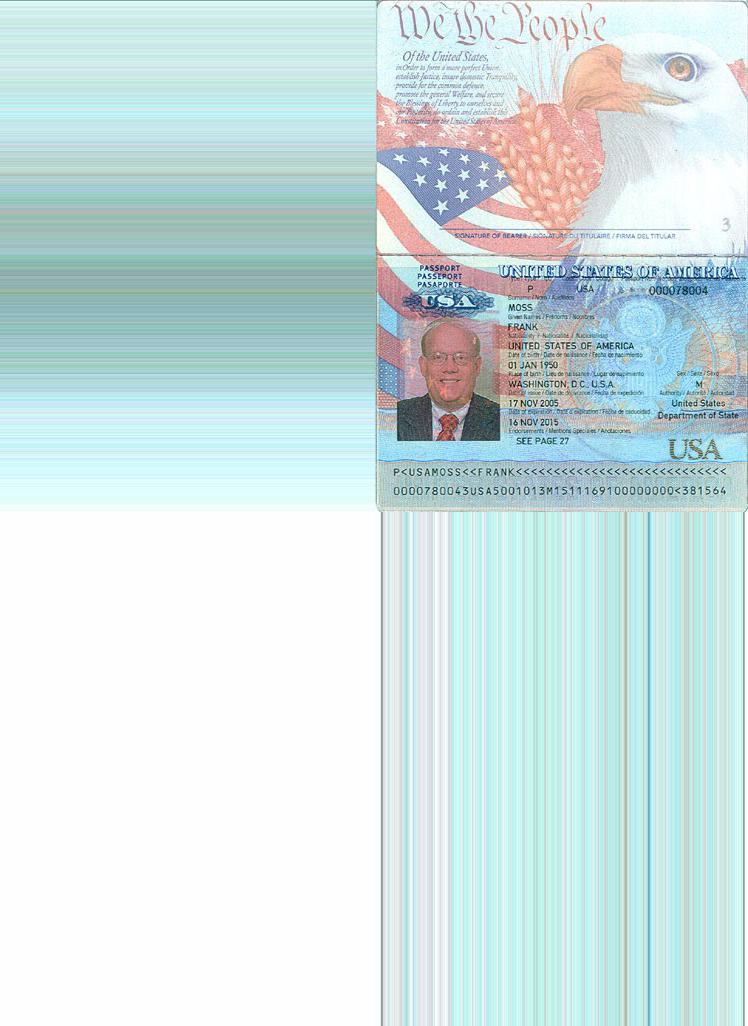 We the People
Of the United States,
in Order to form a more perfect Union,
establish Justice, insure domestic Tranquility,
provide for the common defence,
promote the general Welfare, and secure
the Blessings of Liberty to ourselves and
our Posterity, do ordain and establish this
Constitution for the United States of America.
3
SIGNATURE OF BEARER / SIGNATURE DU TITULAIRE / FIRMA DEL TITULAR
PASSPORT
PASSEPORT
PASAPORTE
USA
UNITED STATES OF AMERICA
P USA 000078004
Surname / Nom / Apellidos
MOSS
Given Names / Prénoms / Nombres
FRANK
Nationality / Nationalité / Nacionalidad
UNITED STATES OF AMERICA
Date of birth / Date de naissance / Fecha de nacimiento
01 JAN 1950
Place of birth / Lieu de naissance / Lugar de nacimiento Sex / Sexe / Sexo
WASHINGTON, D.C., U.S.A. M
Date of issue / Date de délivrance / Fecha de expedición Authority / Autorité / Autoridad
17 NOV 2005 United States
Date of expiration / Date d'expiration / Fecha de caducidad Department of State
16 NOV 2015
Endorsements / Mentions Spéciales / Anotaciones
SEE PAGE 27
USA
P<USAMOSS<<FRANK<<<<<<<<<<<<<<<<<<<<<<<<<<<<
0000780043USA5001013M1511169100000000<381564